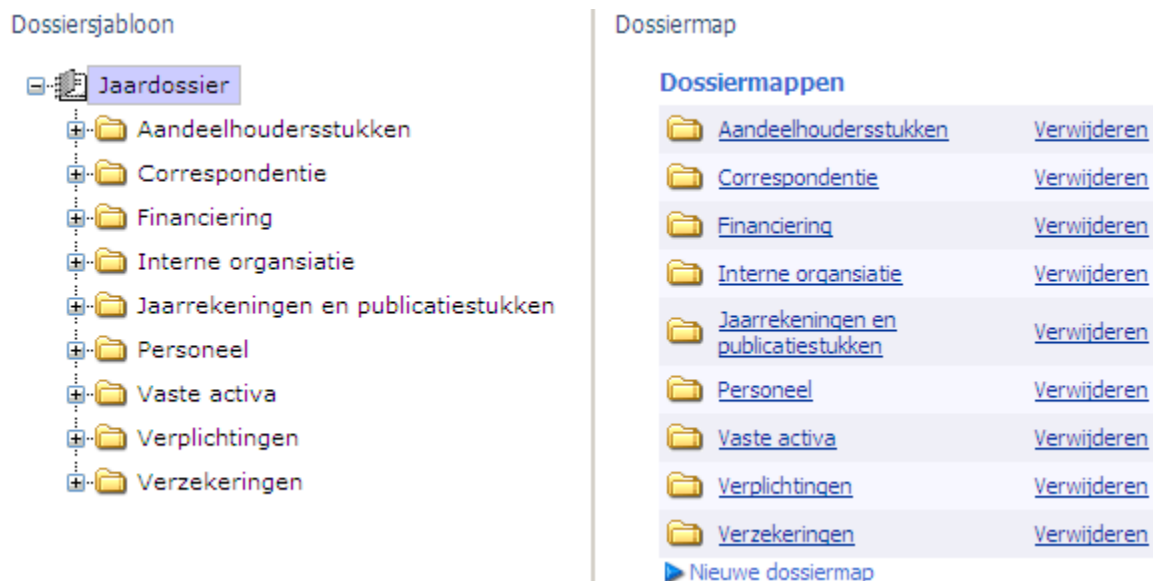 Dossiersjabloon
Jaardossier
Aandeelhoudersstukken
Correspondentie
Financiering
Interne organsiatie
Jaarrekeningen en publicatiestukken
Personeel
Vaste activa
Verplichtingen
Verzekeringen
Dossiermap
Dossiermappen
Aandeelhoudersstukken Verwijderen
Correspondentie Verwijderen
Financiering Verwijderen
Interne organsiatie Verwijderen
Jaarrekeningen en
publicatiestukken Verwijderen
Personeel Verwijderen
Vaste activa Verwijderen
Verplichtingen Verwijderen
Verzekeringen Verwijderen
Nieuwe dossiermap